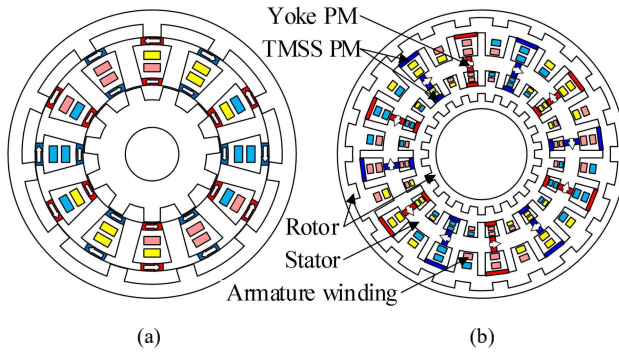 Yoke PM
TMSS PM
Rotor
Stator
Armature winding
(a)
(b)